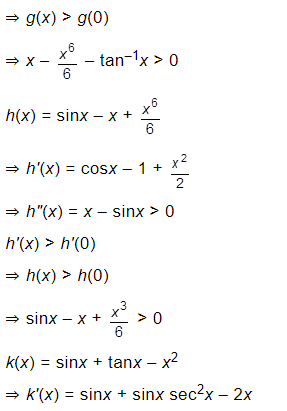 ⇒ g(x) > g(0)
⇒ x – x⁶/6 – tan⁻¹x > 0
h(x) = sinx – x + x⁶/6
⇒ h′(x) = cosx – 1 + x²/2
⇒ h″(x) = x – sinx > 0
h′(x) > h′(0)
⇒ h(x) > h(0)
⇒ sinx – x + x³/6 > 0
k(x) = sinx + tanx – x²
⇒ k′(x) = sinx + sinx sec²x – 2x